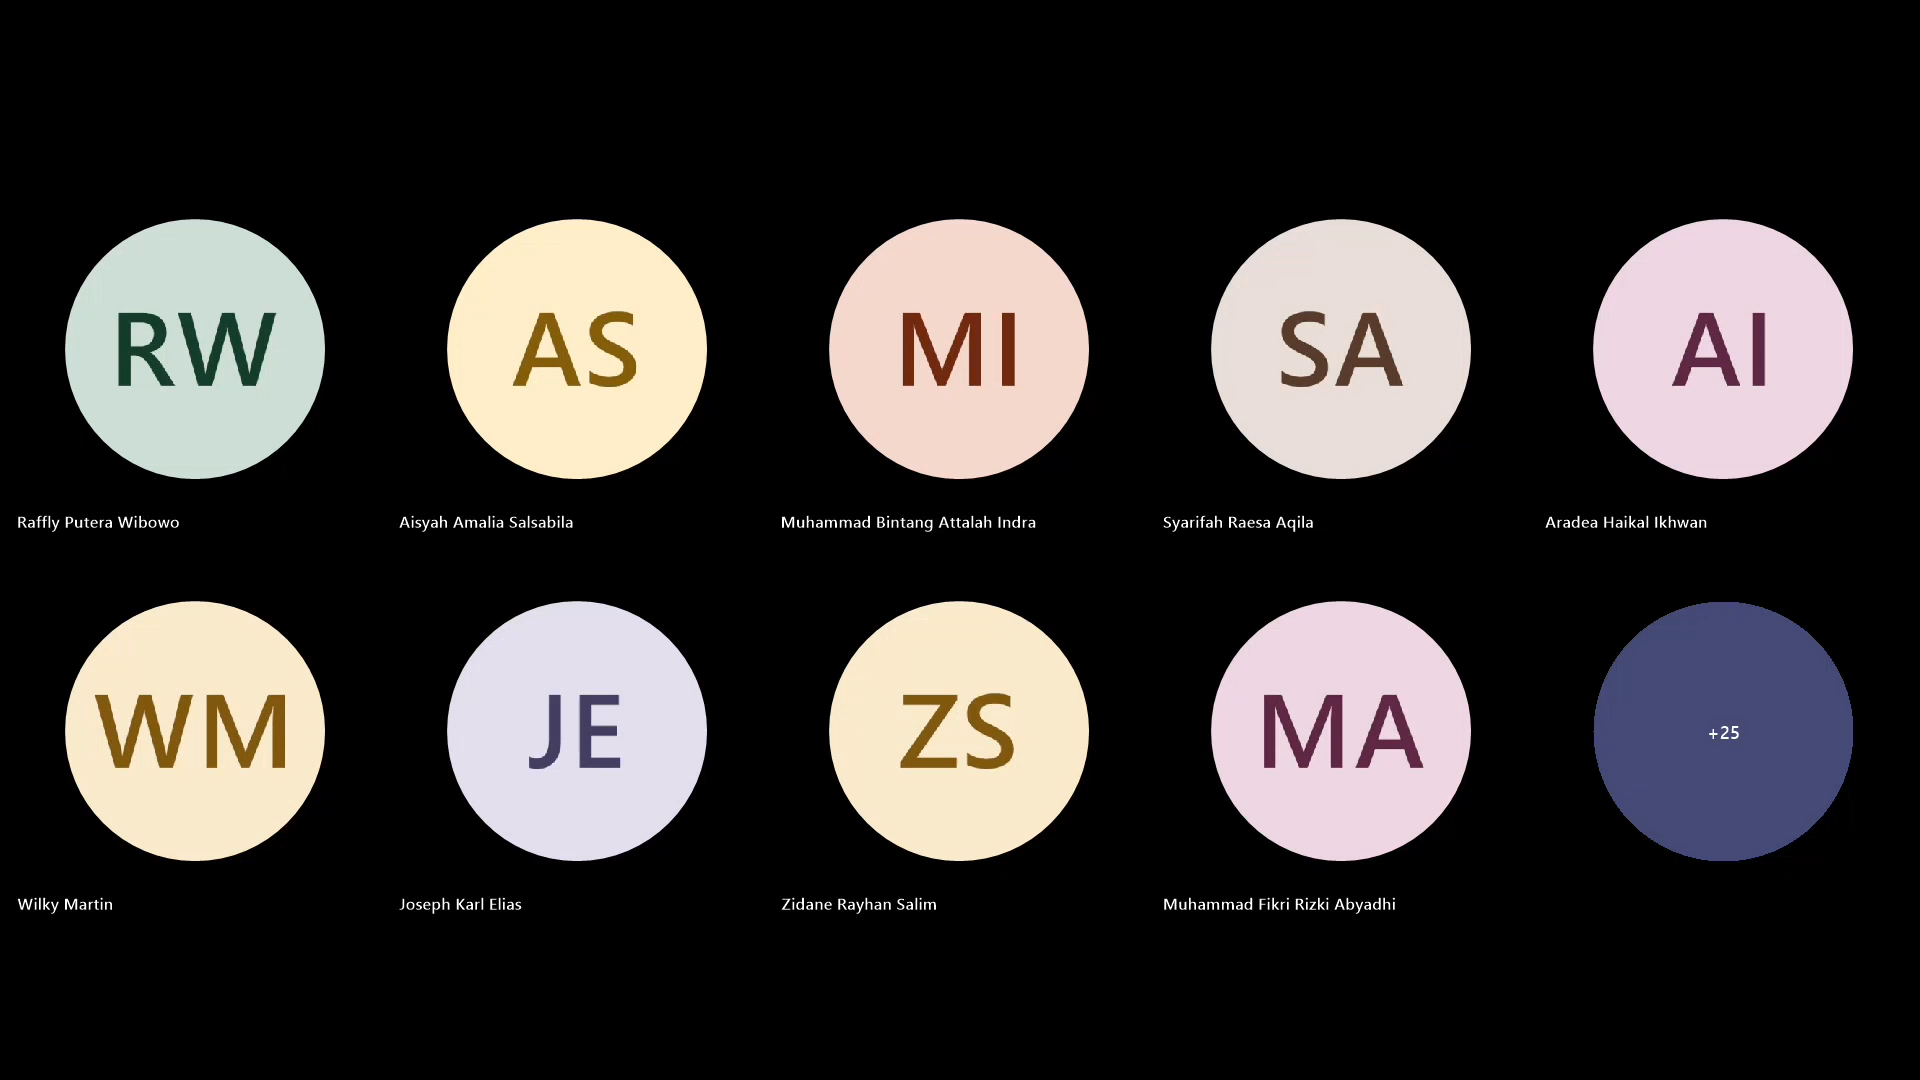 RW
AS
MI
SA
AI
Raffly Putera Wibowo
Aisyah Amalia Salsabila
Muhammad Bintang Attalah Indra
Syarifah Raesa Aqila
Aradea Haikal Ikhwan
WM
JE
ZS
MA
+25
Wilky Martin
Joseph Karl Elias
Zidane Rayhan Salim
Muhammad Fikri Rizki Abyadhi